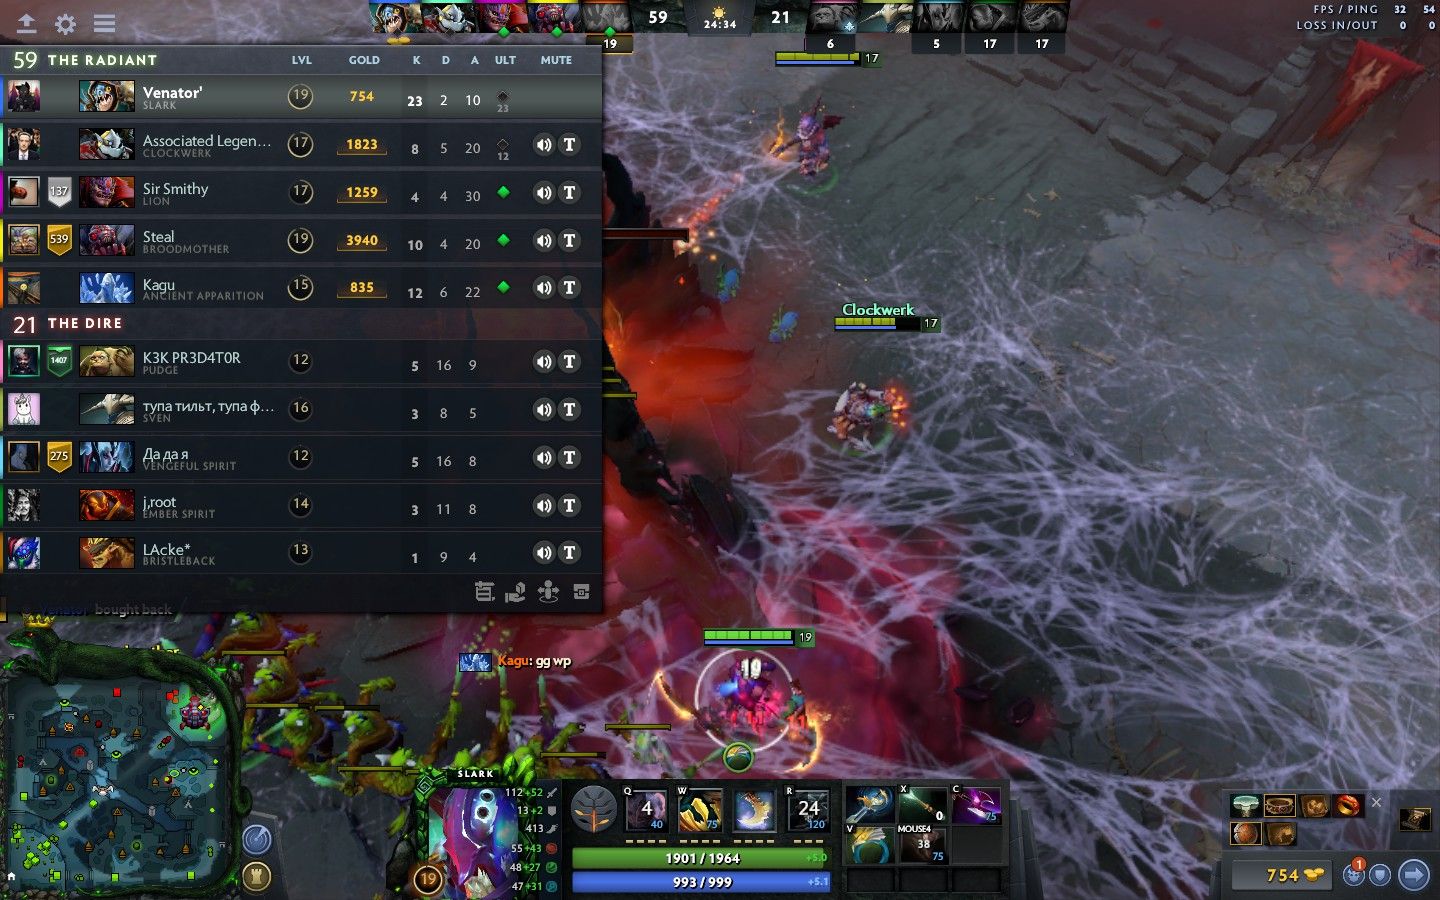 59 24:34 21
19 6 5 17 17
FPS / PING 32 54
LOSS IN/OUT 0 0
59 THE RADIANT LVL GOLD K D A ULT MUTE
Venator' 19 754 23 2 10 23
SLARK
Associated Legen... 17 1823 8 5 20 12 T
CLOCKWERK
137 Sir Smithy 17 1259 4 4 30 T
LION
539 Steal 19 3940 10 4 20 T
BROODMOTHER
Kagu 15 835 12 6 22 T
ANCIENT APPARITION
21 THE DIRE
1407 K3K PR3D4T0R 12 5 16 9 T
PUDGE
тупа тильт, тупа ф... 16 3 8 5 T
SVEN
275 Да да я 12 5 16 8 T
VENGEFUL SPIRIT
j,root 14 3 11 8 T
EMBER SPIRIT
LAcke* 13 1 9 4 T
BRISTLEBACK
17
Clockwerk
17
Venator bought back
Kagu: gg wp
19
19
SLARK
112+52
13+2
413
55+43
48+27
47+31
19
Q 4 40
W 75
R 24 120
1901 / 1964 +5.0
993 / 999 +5.1
X 0
C 75
V
MOUSE4 38 75
754 1